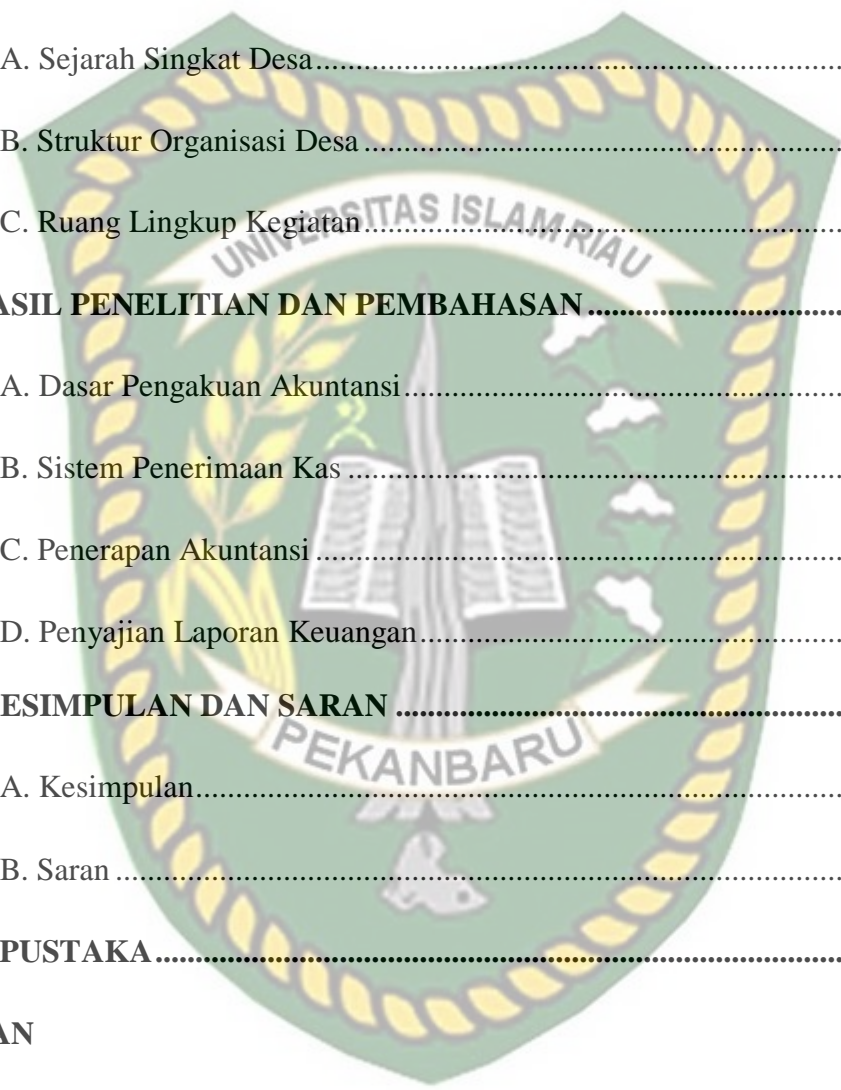 A. Sejarah Singkat Desa........................................................
B. Struktur Organisasi Desa........................................................
UNIVERSITAS ISLAM RIAU
C. Ruang Lingkup Kegiatan........................................................
ASIL PENELITIAN DAN PEMBAHASAN........................................................
A. Dasar Pengakuan Akuntansi........................................................
B. Sistem Penerimaan Kas........................................................
C. Penerapan Akuntansi........................................................
D. Penyajian Laporan Keuangan........................................................
ESIMPULAN DAN SARAN........................................................
PEKANBARU
A. Kesimpulan........................................................
B. Saran........................................................
PUSTAKA........................................................
AN